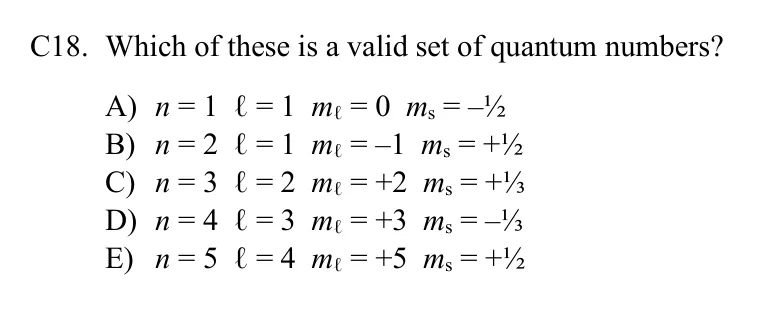 C18. Which of these is a valid set of quantum numbers?
A) n = 1 ℓ = 1 mℓ = 0 ms = –½
B) n = 2 ℓ = 1 mℓ = –1 ms = +½
C) n = 3 ℓ = 2 mℓ = +2 ms = +⅓
D) n = 4 ℓ = 3 mℓ = +3 ms = –⅓
E) n = 5 ℓ = 4 mℓ = +5 ms = +½